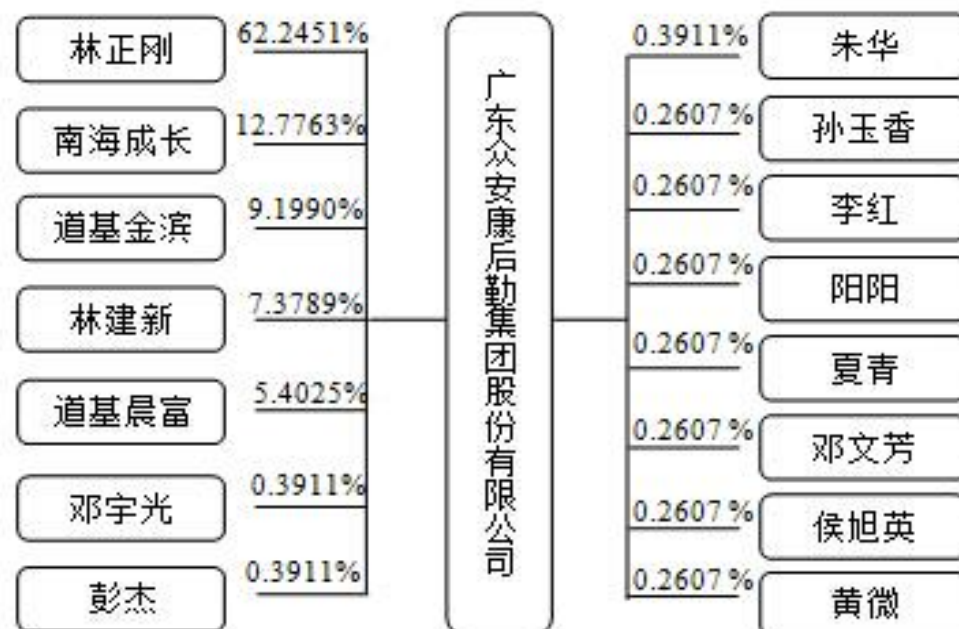 林正刚
62.2451%
南海成长
12.7763%
道基金滨
9.1990%
林建新
7.3789%
道基晨富
5.4025%
邓宇光
0.3911%
彭杰
0.3911%
广东众安康后勤集团股份有限公司
0.3911%
朱华
0.2607%
孙玉香
0.2607%
李红
0.2607%
阳阳
0.2607%
夏青
0.2607%
邓文芳
0.2607%
侯旭英
0.2607%
黄微